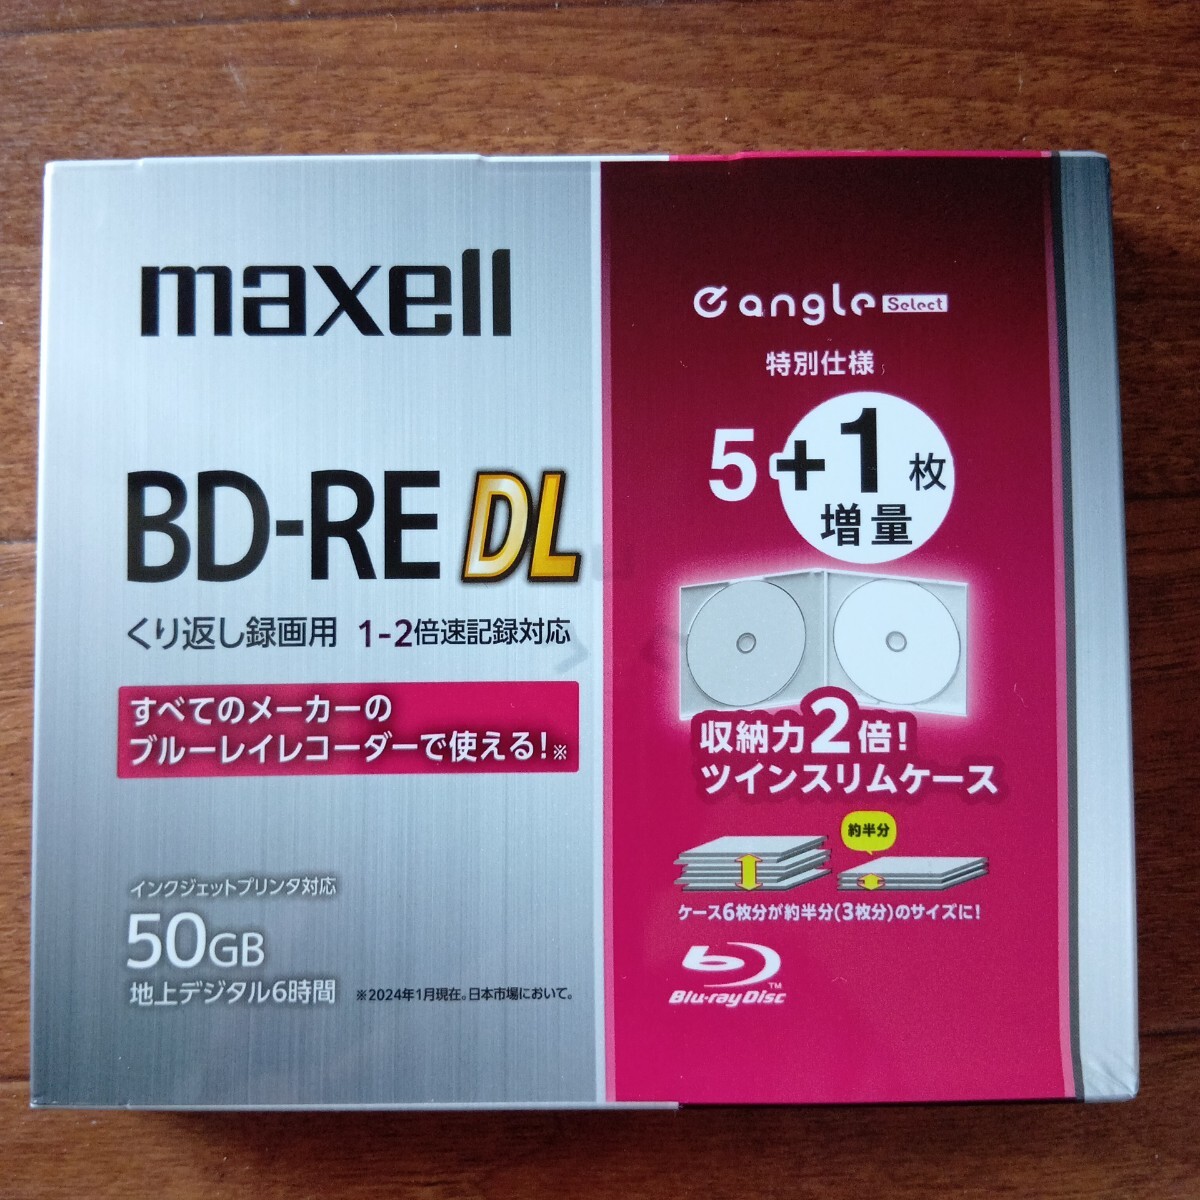 maxell
BD-RE DL
くり返し録画用 1-2倍速記録対応
すべてのメーカーの
ブルーレイレコーダーで使える!※
インクジェットプリンタ対応
50GB
地上デジタル6時間
※2024年1月現在。日本市場において。
e angle Select
特別仕様
5+1枚
増量
収納力2倍!
ツインスリムケース
約半分
ケース6枚分が約半分(3枚分)のサイズに!
Blu-ray Disc TM